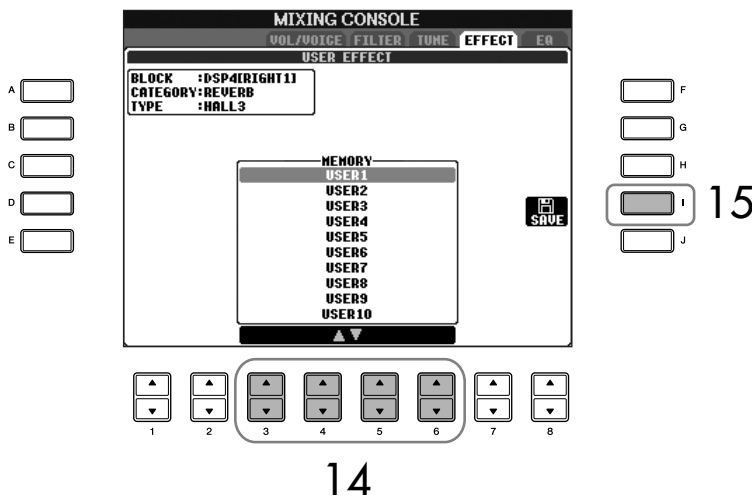 MIXING CONSOLE
VOL/VOICE FILTER TUNE EFFECT EQ
USER EFFECT
BLOCK :DSP4[RIGHT1]
CATEGORY:REVERB
TYPE :HALL3
A
B
C
D
E
MEMORY
USER1
USER2
USER3
USER4
USER5
USER6
USER7
USER8
USER9
USER10
SAVE
F
G
H
I
J
15
1 2 3 4 5 6 7 8
14